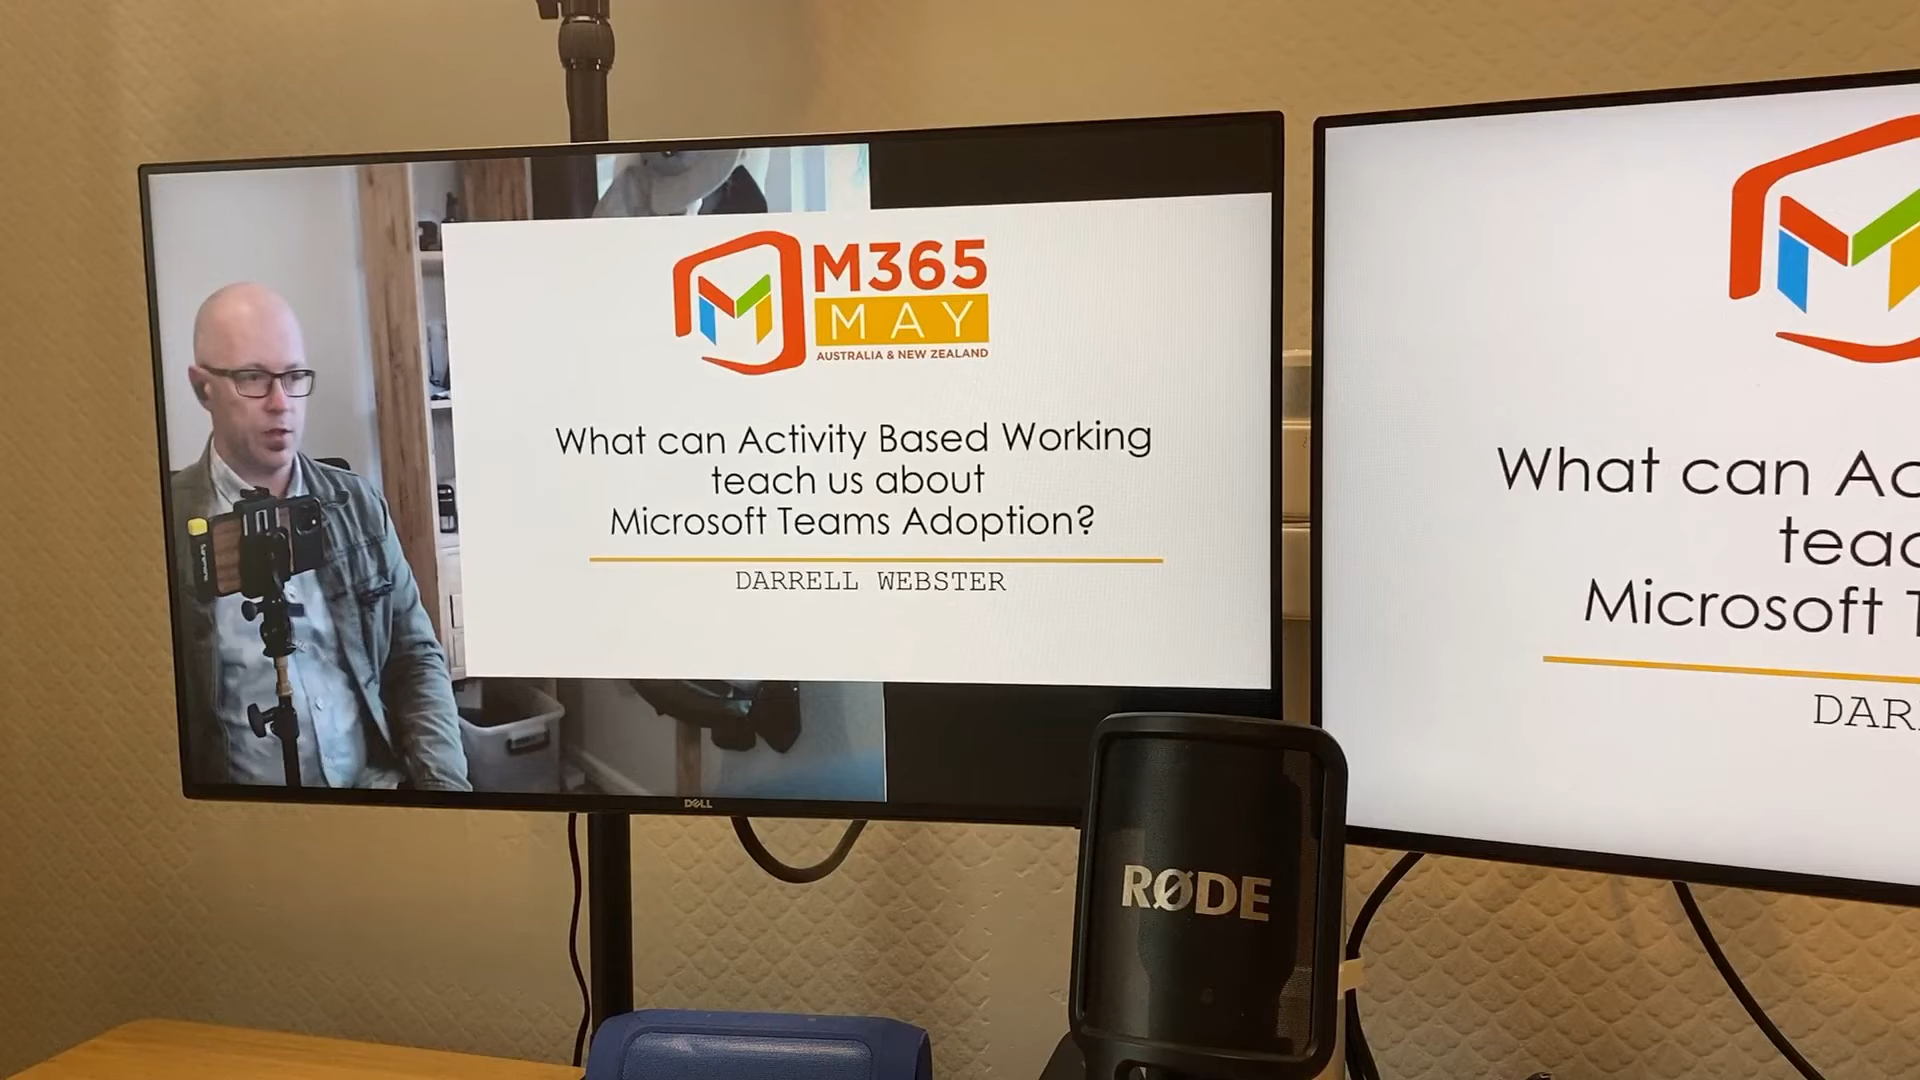 M365
MAY
AUSTRALIA & NEW ZEALAND
What can Activity Based Working
teach us about
Microsoft Teams Adoption?
DARRELL WEBSTER
DELL
RØDE
What can Ac
teac
Microsoft T
DAR